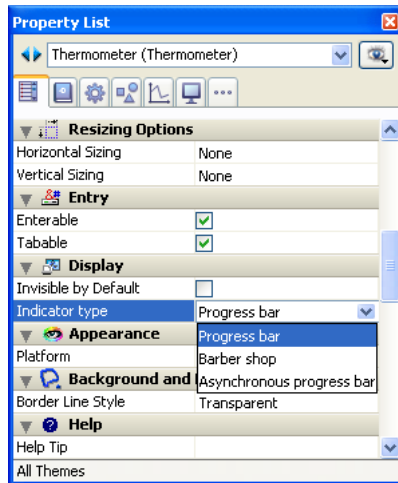 Property List
Thermometer (Thermometer)
Resizing Options
Horizontal Sizing None
Vertical Sizing None
Entry
Enterable
Tabable
Display
Invisible by Default
Indicator type Progress bar
Progress bar
Appearance
Barber shop
Platform
Asynchronous progress bar
Background and
Border Line Style Transparent
Help
Help Tip
All Themes